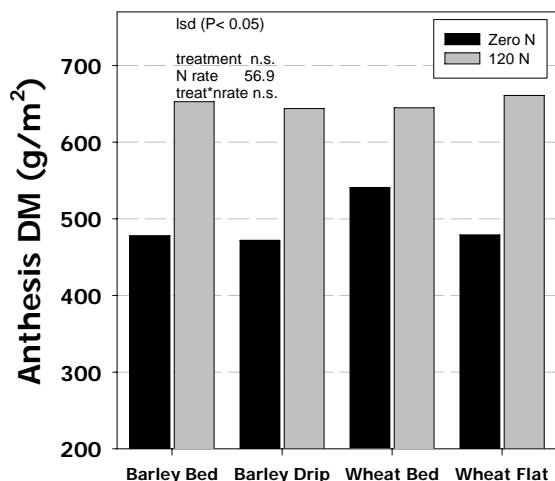 lsd (P< 0.05)
treatment n.s.
N rate 56.9
treat*nrate n.s.
Zero N
120 N
Anthesis DM (g/m²)
700
600
500
400
300
200
Barley Bed Barley Drip Wheat Bed Wheat Flat